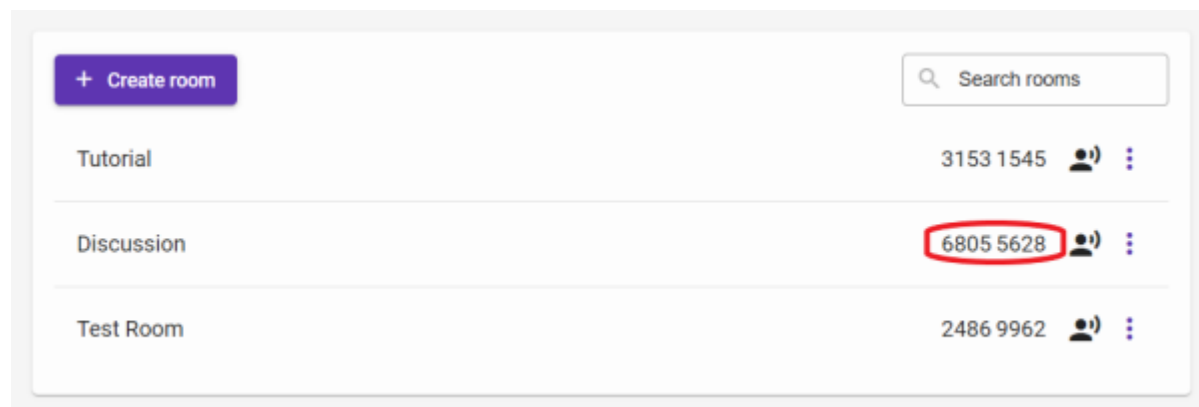 + Create room Search rooms
Tutorial 3153 1545
Discussion 6805 5628
Test Room 2486 9962